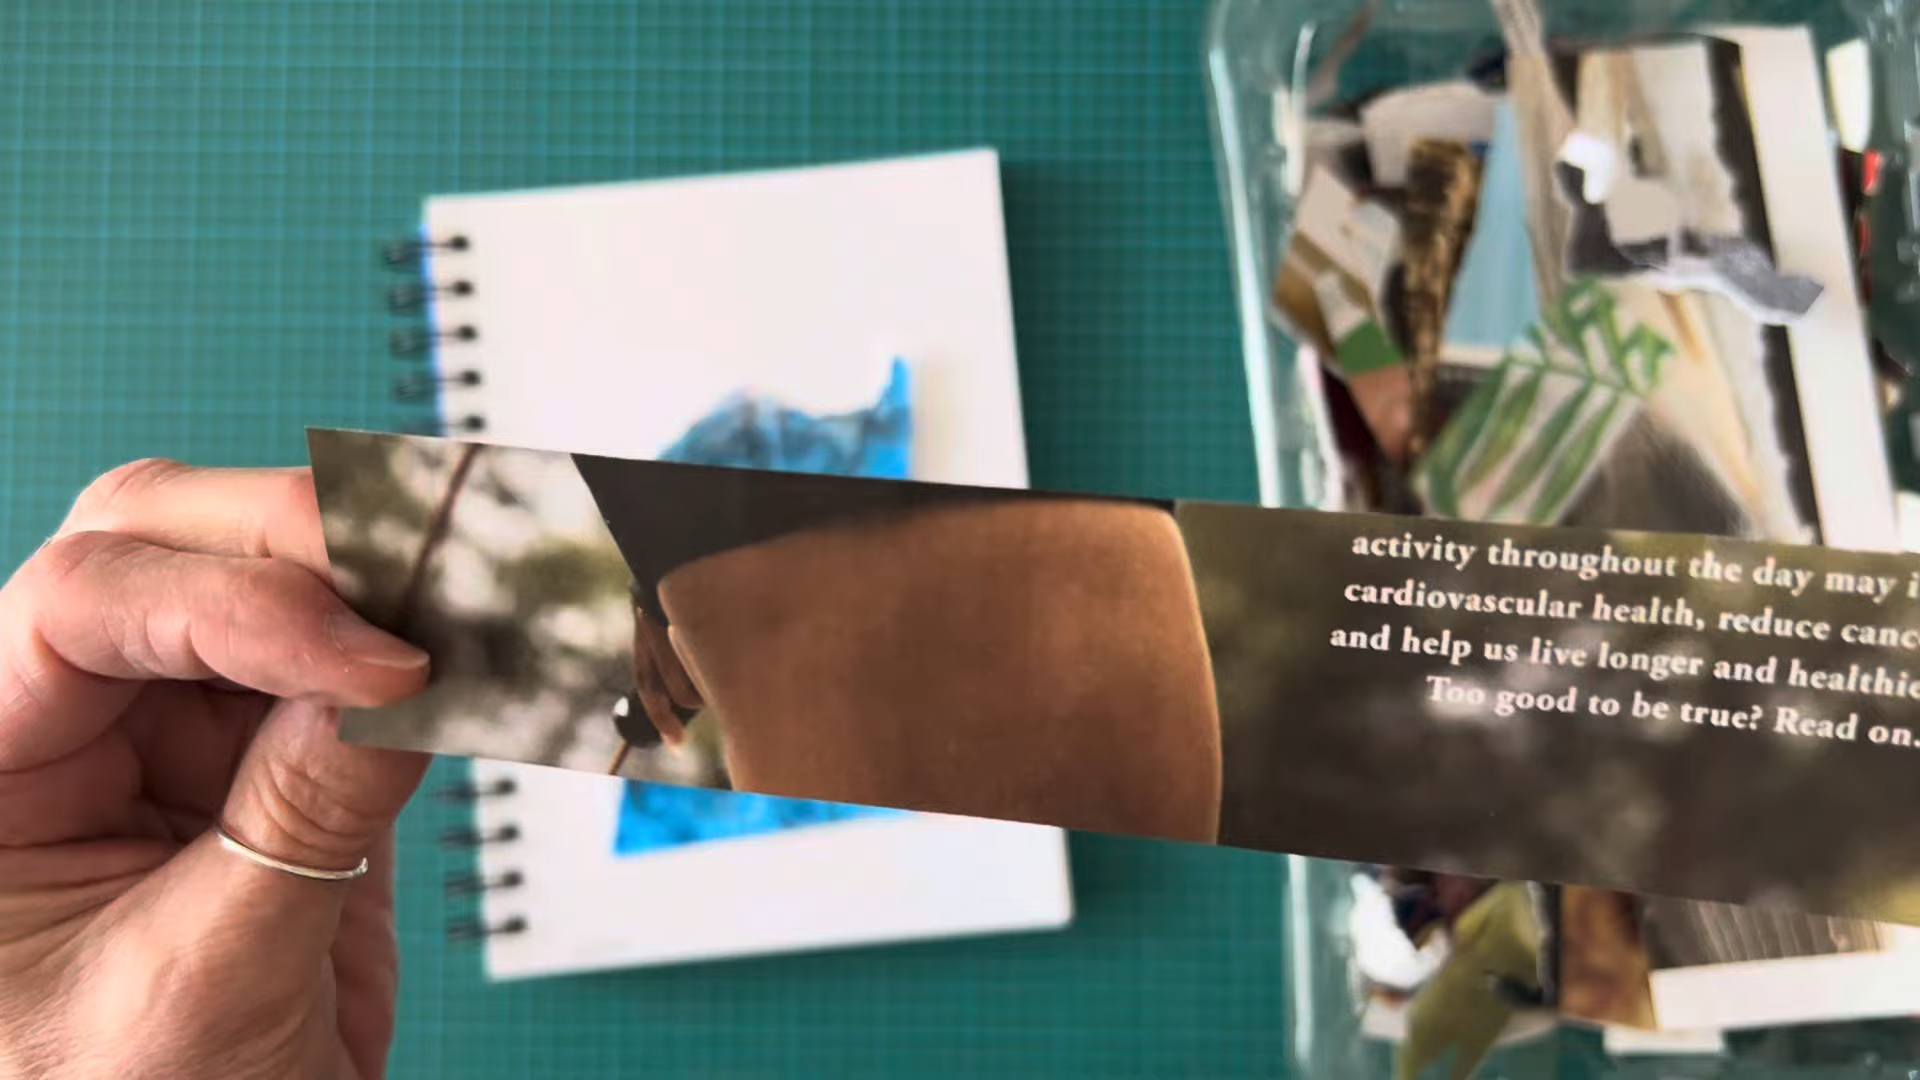 activity throughout the day may i
cardiovascular health, reduce canc
and help us live longer and healthie
Too good to be true? Read on.